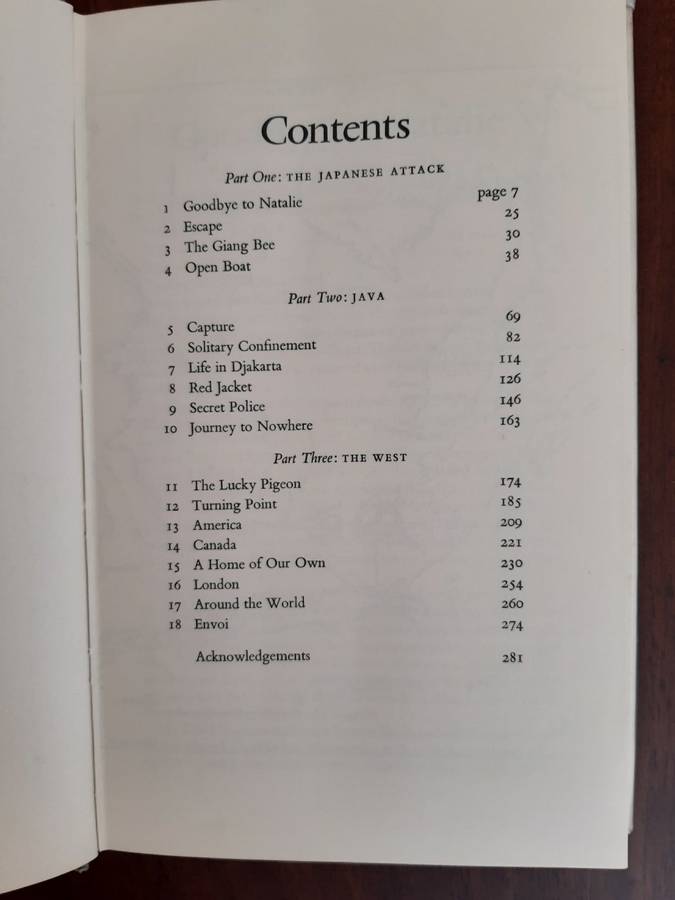 Contents
Part One: THE JAPANESE ATTACK
1 Goodbye to Natalie page 7
2 Escape 25
3 The Giang Bee 30
4 Open Boat 38
Part Two: JAVA
5 Capture 69
6 Solitary Confinement 82
7 Life in Djakarta 114
8 Red Jacket 126
9 Secret Police 146
10 Journey to Nowhere 163
Part Three: THE WEST
11 The Lucky Pigeon 174
12 Turning Point 185
13 America 209
14 Canada 221
15 A Home of Our Own 230
16 London 254
17 Around the World 260
18 Envoi 274
Acknowledgements 281